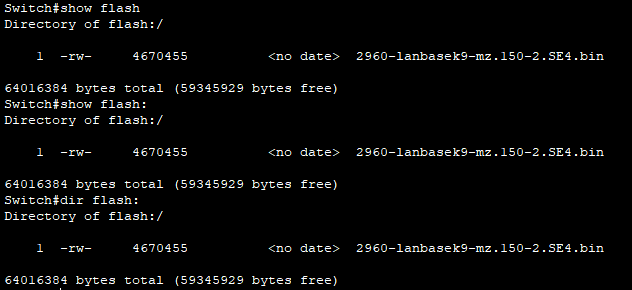 Switch#show flash
Directory of flash:/
1 -rw- 4670455 <no date> 2960-lanbasek9-mz.150-2.SE4.bin
64016384 bytes total (59345929 bytes free)
Switch#show flash:
Directory of flash:/
1 -rw- 4670455 <no date> 2960-lanbasek9-mz.150-2.SE4.bin
64016384 bytes total (59345929 bytes free)
Switch#dir flash:
Directory of flash:/
1 -rw- 4670455 <no date> 2960-lanbasek9-mz.150-2.SE4.bin
64016384 bytes total (59345929 bytes free)